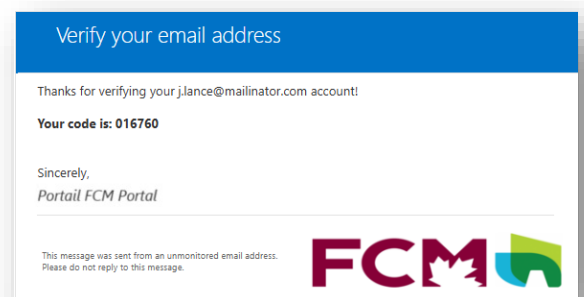 Verify your email address
Thanks for verifying your j.lance@mailinator.com account!
Your code is: 016760
Sincerely,
Portail FCM Portal
This message was sent from an unmonitored email address.
Please do not reply to this message.
FCM